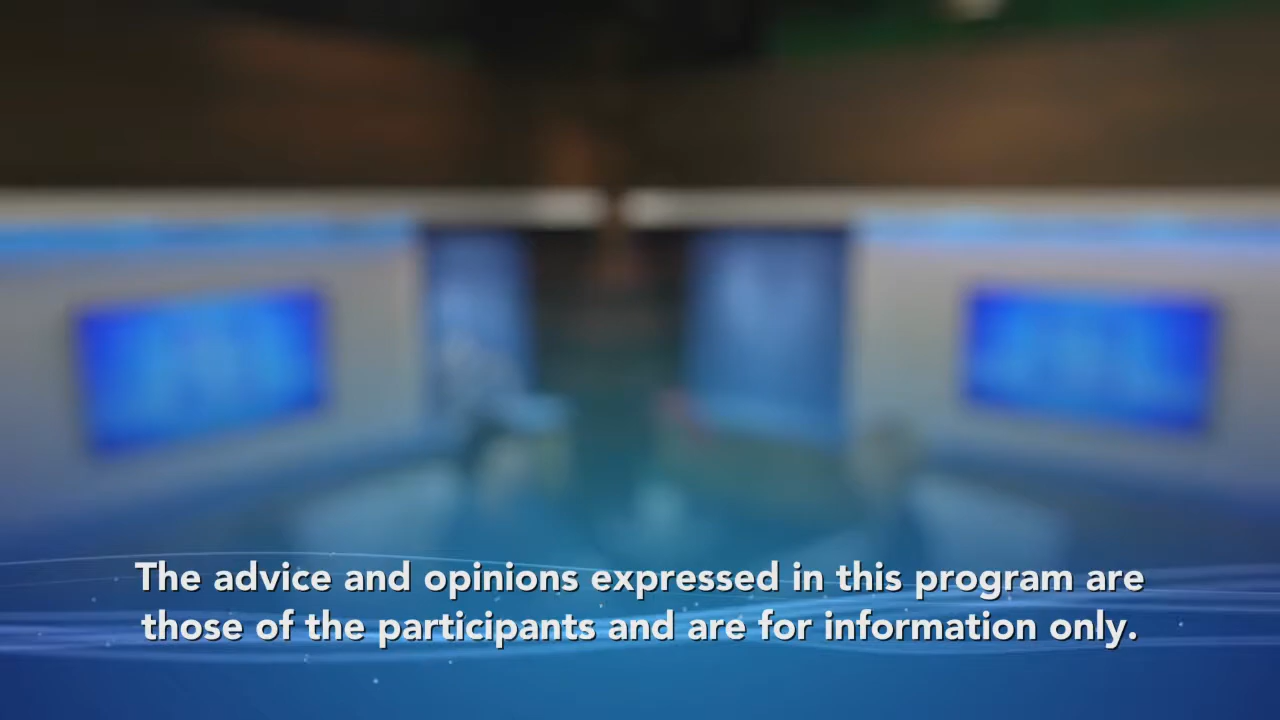 The advice and opinions expressed in this program are
those of the participants and are for information only.